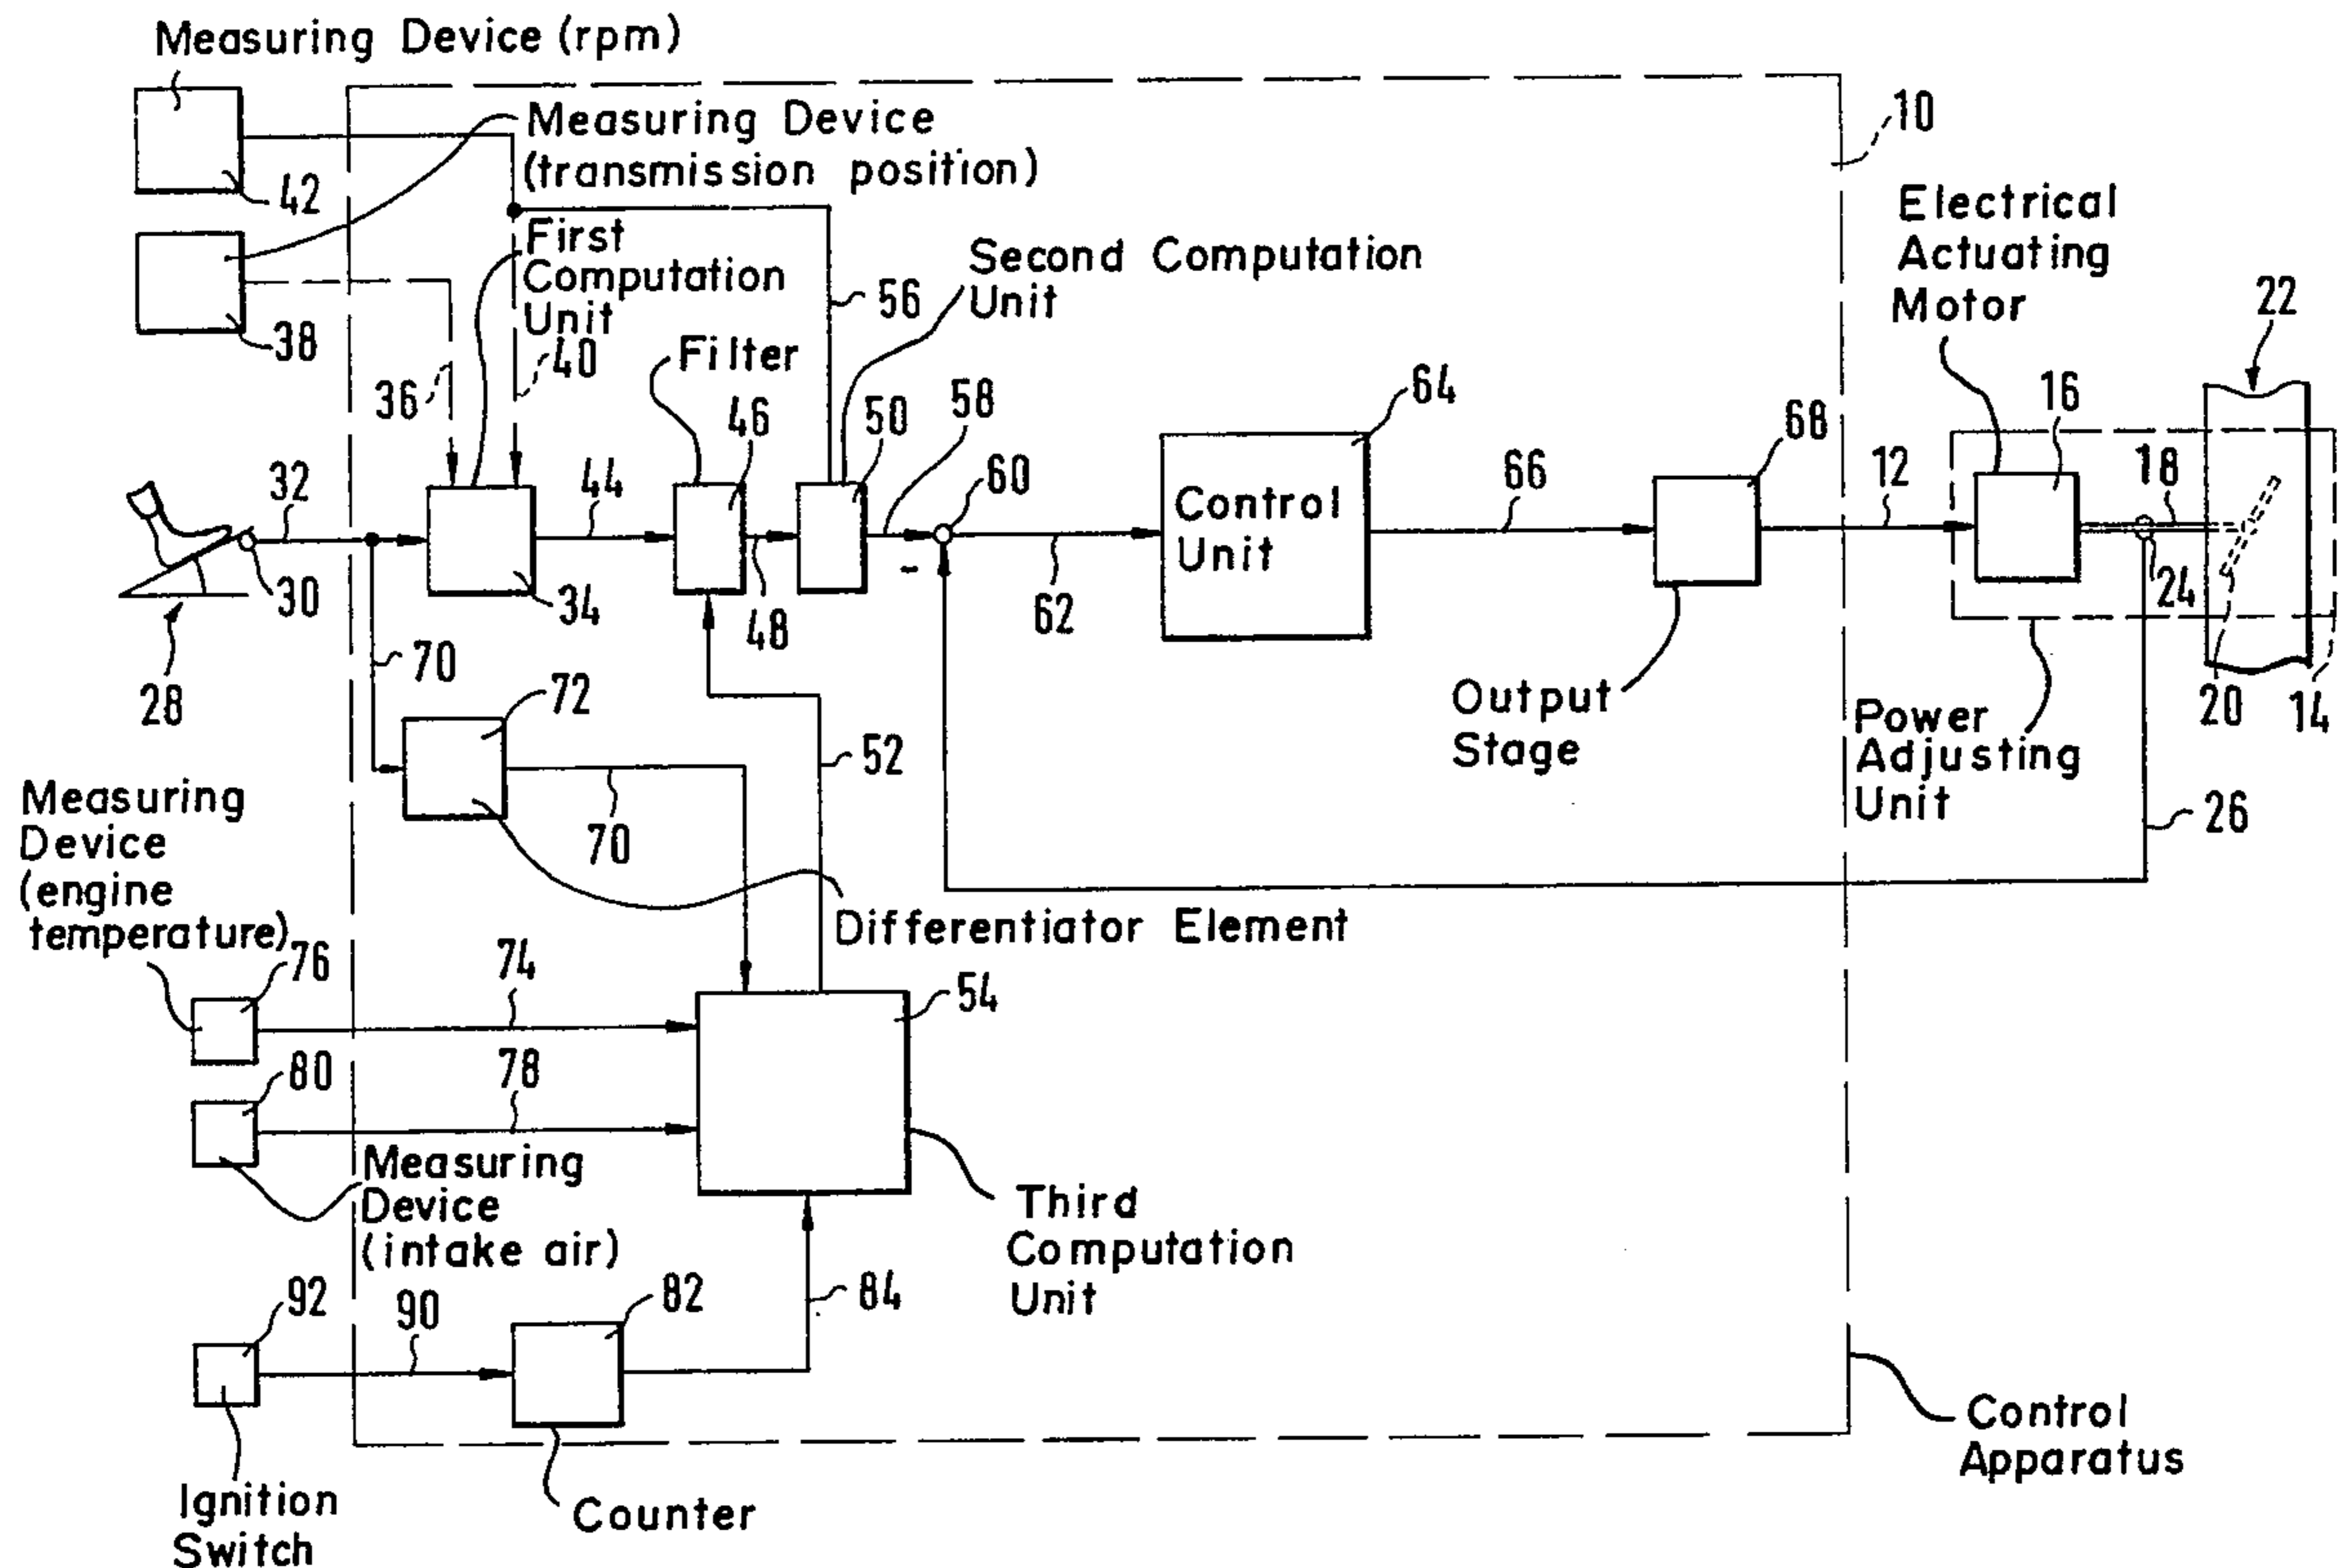 Measuring Device (rpm)
10
Measuring Device
(transmission position)
42
Electrical
Actuating
Motor
First
Computation
Unit
Second Computation
Unit
56
22
38
40
Filter
36
46
50
58
64
16
68
32
44
60
66
12
18
Control
Unit
30
34
48
62
24
-
70
28
72
Output
Stage
20
14
Power
Adjusting
Unit
52
26
Measuring
Device
(engine
temperature)
70
Differentiator Element
76
74
54
80
78
Measuring
Device
(intake air)
Third
Computation
Unit
92
90
82
84
Control
Apparatus
Ignition
Switch
Counter